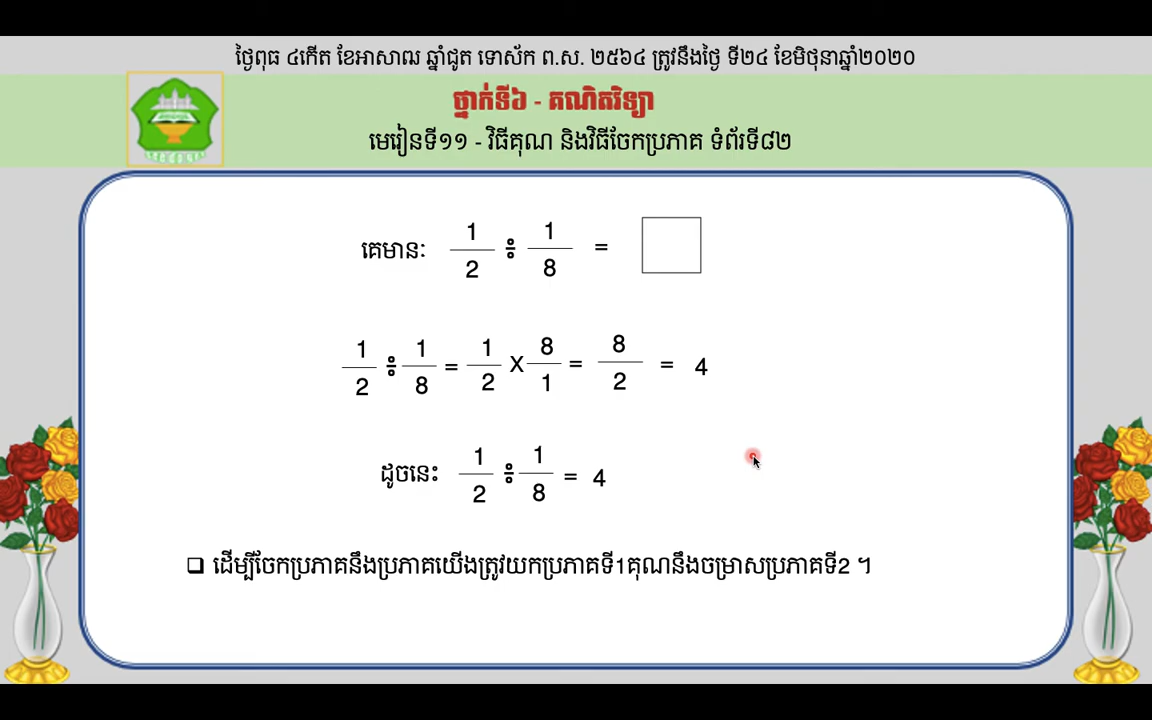 ថ្ងៃពុធ ៤កើត ខែអាសាឍ ឆ្នាំជូត ទោស័ក ព.ស. ២៥៦៤ ត្រូវនឹងថ្ងៃ ទី២៤ ខែមិថុនាឆ្នាំ២០២០
ថ្នាក់ទី៦ - គណិតវិទ្យា
មេរៀនទី១១ - វិធីគុណ និងវិធីចែកប្រភាគ ទំព័រទី៨២
គេមានៈ 1/2 ÷ 1/8 =
1/2 ÷ 1/8 = 1/2 X 8/1 = 8/2 = 4
ដូចនេះ 1/2 ÷ 1/8 = 4
❑ ដើម្បីចែកប្រភាគនឹងប្រភាគយើងត្រូវយកប្រភាគទី1គុណនឹងចម្រាសប្រភាគទី2 ។